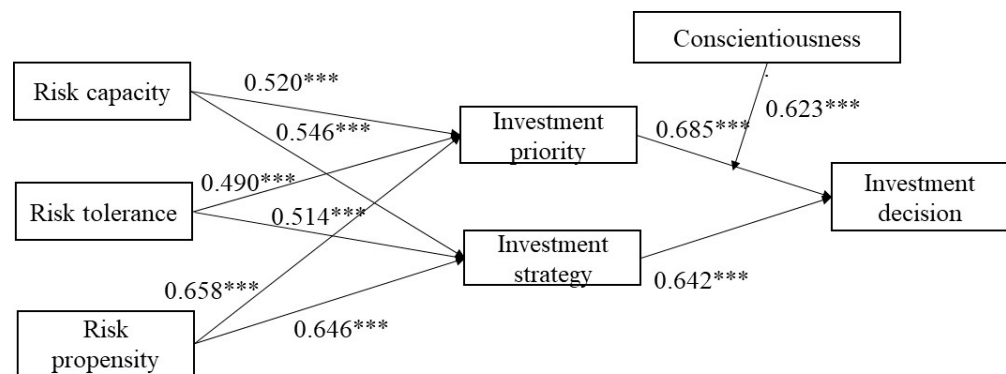 Conscientiousness
Risk capacity
0.520***
0.623***
0.546***
Investment
priority
0.685***
0.490***
Risk tolerance
0.514***
Investment
decision
Investment
strategy
0.658***
0.642***
0.646***
Risk
propensity